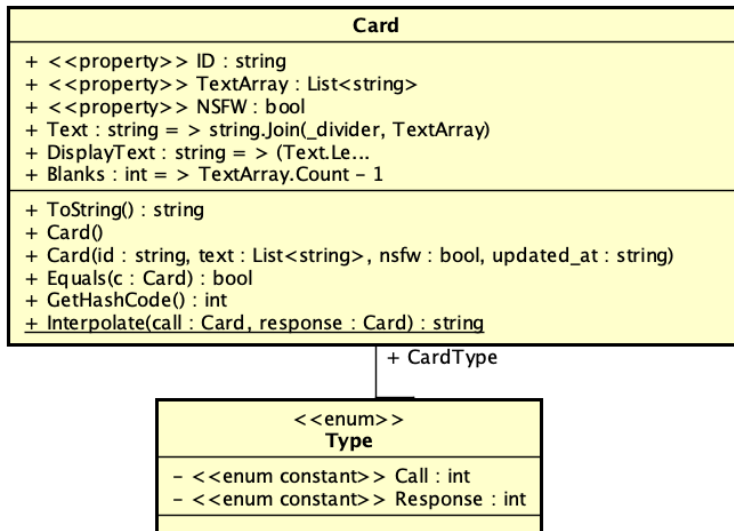 Card
+ <<property>> ID : string
+ <<property>> TextArray : List<string>
+ <<property>> NSFW : bool
+ Text : string = > string.Join(_divider, TextArray)
+ DisplayText : string = > (Text.Le...
+ Blanks : int = > TextArray.Count - 1
+ ToString() : string
+ Card()
+ Card(id : string, text : List<string>, nsfw : bool, updated_at : string)
+ Equals(c : Card) : bool
+ GetHashCode() : int
+ Interpolate(call : Card, response : Card) : string
+ CardType
<<enum>>
Type
- <<enum constant>> Call : int
- <<enum constant>> Response : int